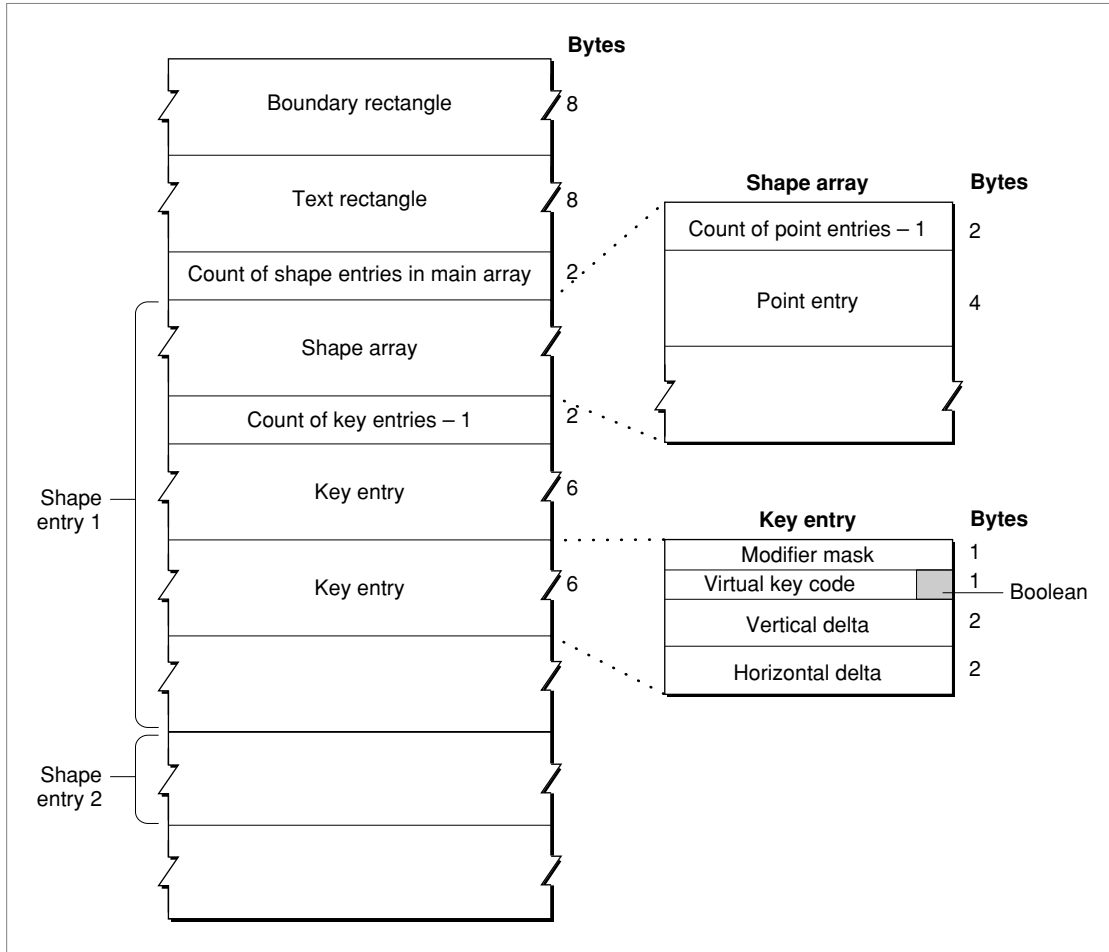 Bytes
Boundary rectangle
8
Text rectangle
8
Count of shape entries in main array
2
Shape array
Count of key entries – 1
2
Key entry
6
Key entry
6
Shape
entry 1
Shape
entry 2
Shape array
Bytes
Count of point entries – 1
2
Point entry
4
Key entry
Bytes
Modifier mask
1
Virtual key code
1
Boolean
Vertical delta
2
Horizontal delta
2